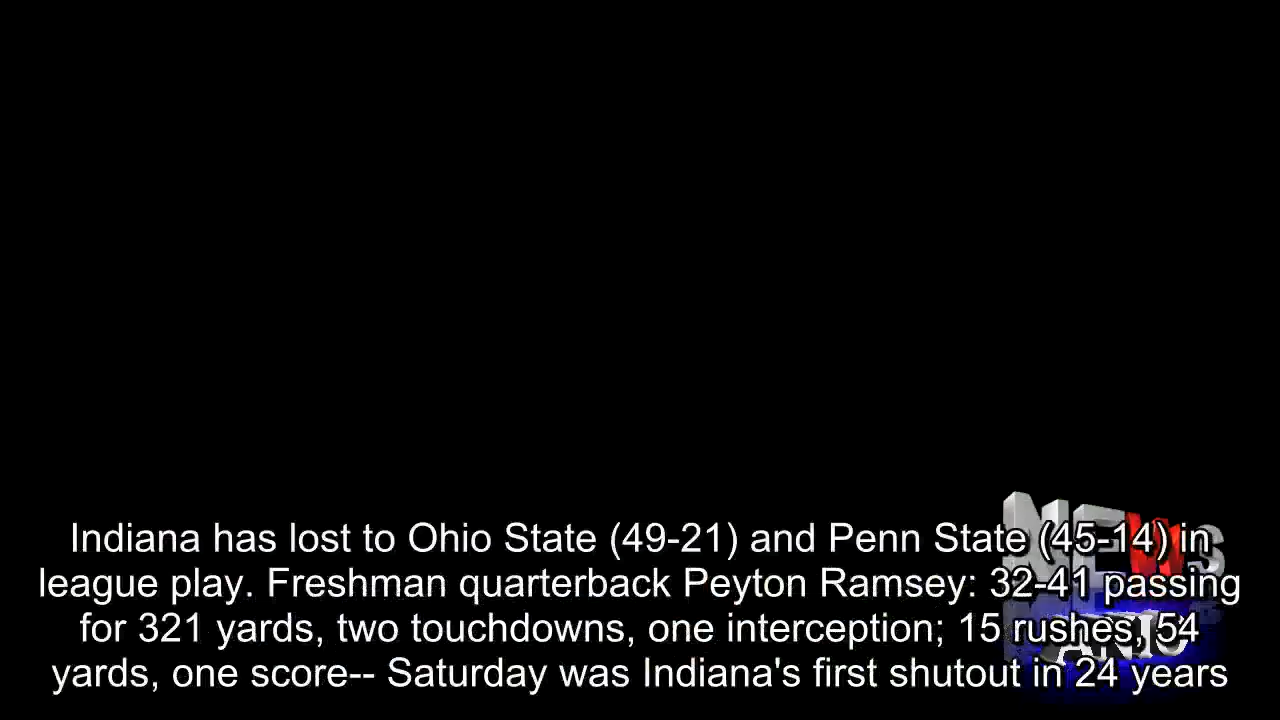 Indiana has lost to Ohio State (49-21) and Penn State (45-14) in
league play. Freshman quarterback Peyton Ramsey: 32-41 passing
for 321 yards, two touchdowns, one interception; 15 rushes, 54
yards, one score-- Saturday was Indiana's first shutout in 24 years
NEWS